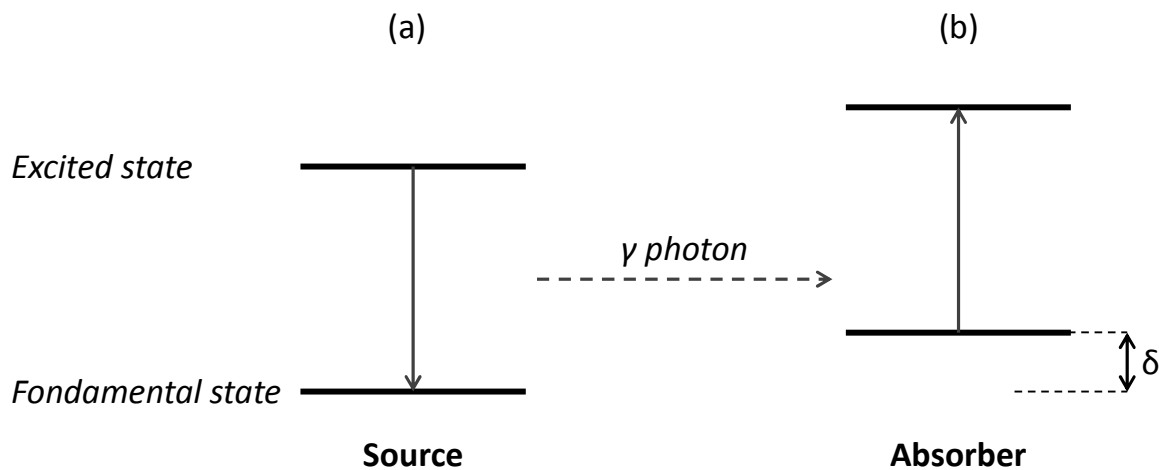 (a)
(b)
Excited state
γ photon
δ
Fondamental state
Source
Absorber